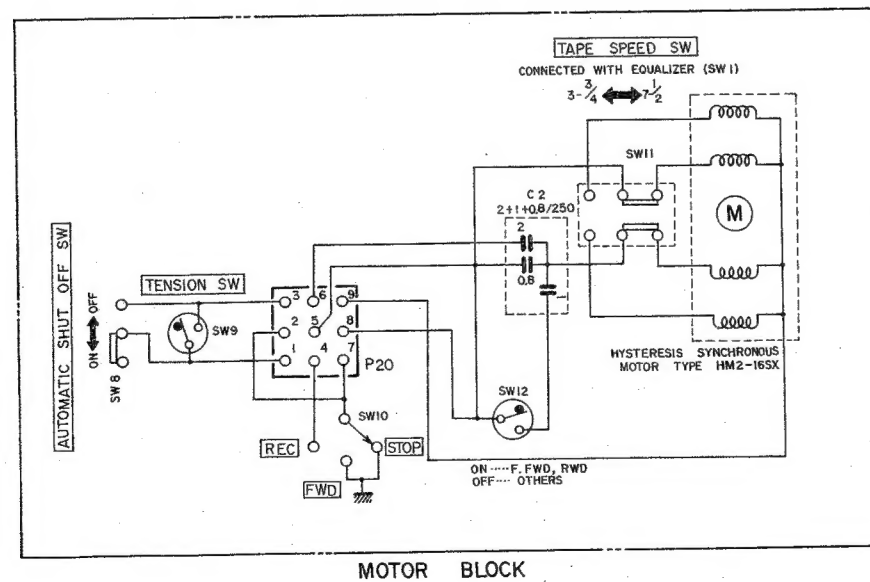 TAPE SPEED SW
CONNECTED WITH EQUALIZER (SW1)
3-3/4 7 1/2
SW11
C2
2+1+0.8/250
2
0.8
1
M
AUTOMATIC SHUT OFF SW
ON OFF
SW8
TENSION SW
SW9
3 6 9
2 5 8
1 4 7
P20
SW10
REC
STOP
FWD
SW12
ON ···· F. FWD, RWD
OFF ···· OTHERS
HYSTERESIS SYNCHRONOUS
MOTOR TYPE HM2-16SX
MOTOR BLOCK